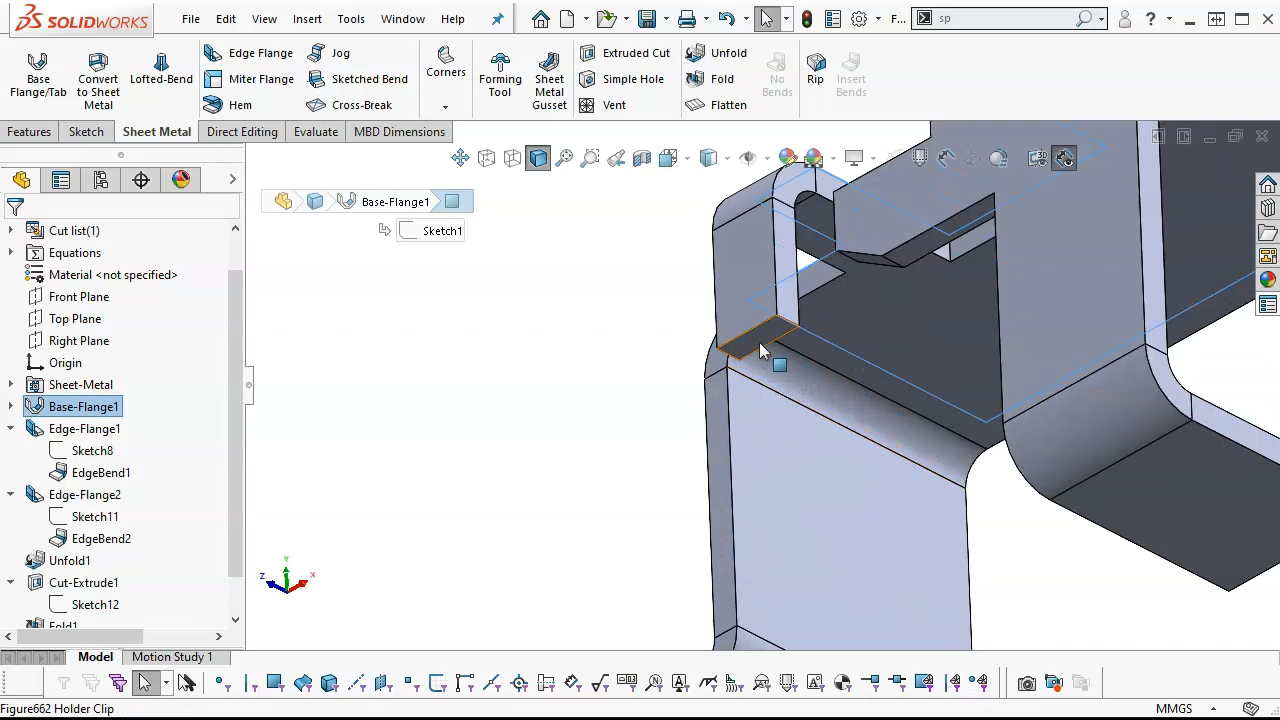 SOLIDWORKS File Edit View Insert Tools Window Help F... sp
Base Flange/Tab
Convert to Sheet Metal
Lofted-Bend
Edge Flange
Miter Flange
Hem
Jog
Sketched Bend
Cross-Break
Corners
Forming Tool
Sheet Metal Gusset
Extruded Cut
Simple Hole
Vent
Unfold
Fold
Flatten
No Bends
Rip
Insert Bends
Features Sketch Sheet Metal Direct Editing Evaluate MBD Dimensions
Base-Flange1
Sketch1
Cut list(1)
Equations
Material <not specified>
Front Plane
Top Plane
Right Plane
Origin
Sheet-Metal
Base-Flange1
Edge-Flange1
Sketch8
EdgeBend1
Edge-Flange2
Sketch11
EdgeBend2
Unfold1
Cut-Extrude1
Sketch12
Fold1
Y
Z
X
Model Motion Study 1
Figure662 Holder Clip MMGS